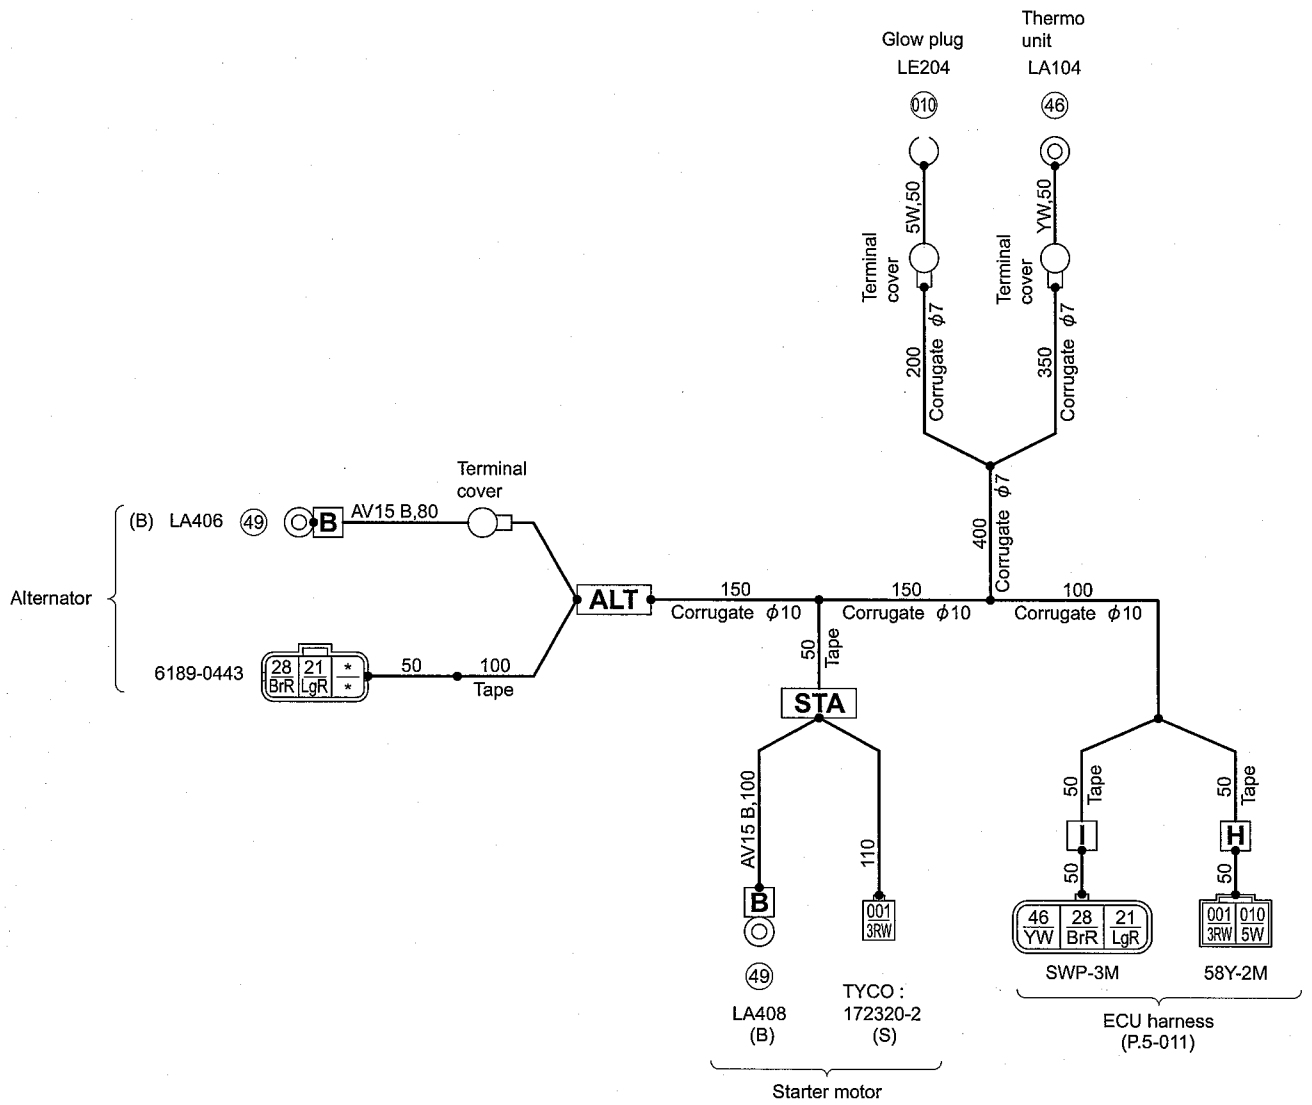 Glow plug
LE204
010
Thermo
unit
LA104
46
5W,50
YW,50
Terminal
cover
Terminal
cover
200
Corrugate φ7
350
Corrugate φ7
Terminal
cover
(B) LA406 49 B AV15 B,80
400
Corrugate φ7
Alternator
ALT
150
Corrugate φ10
150
Corrugate φ10
100
Corrugate φ10
6189-0443
28 21 *
BrR LgR *
50
100
Tape
50
Tape
STA
AV15 B,100
110
50
Tape
50
Tape
I
H
50
50
B
001
3RW
46 28 21
YW BrR LgR
001 010
3RW 5W
49
SWP-3M
58Y-2M
LA408
(B)
TYCO :
172320-2
(S)
ECU harness
(P.5-011)
Starter motor